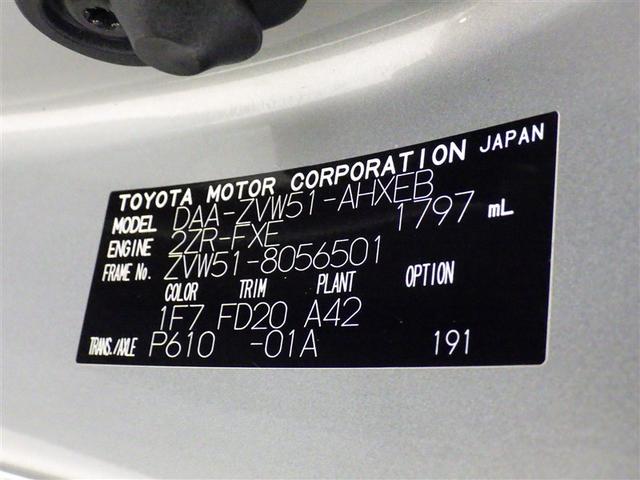 TOYOTA MOTOR CORPORATION JAPAN
MODEL DAA-ZVW51-AHXEB
ENGINE 2ZR-FXE 1797 mL
FRAME No. ZVW51-8056501
COLOR TRIM PLANT OPTION
1F7 FD20 A42
TRANS./AXLE P610 -01A 191